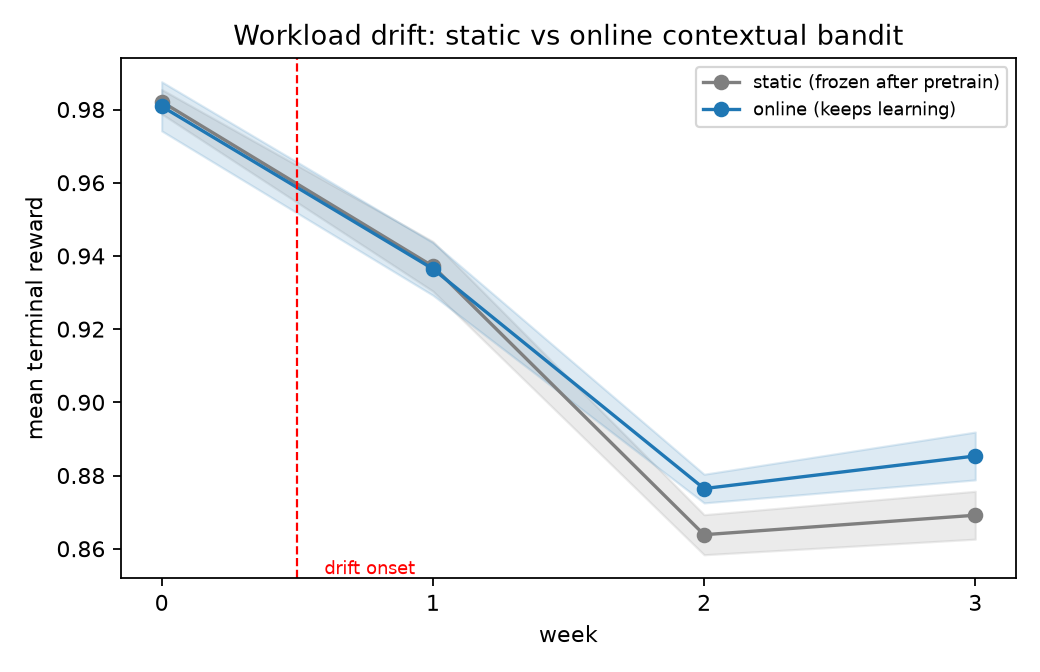 Workload drift: static vs online contextual bandit
static (frozen after pretrain)
online (keeps learning)
mean terminal reward
0.98
0.96
0.94
0.92
0.90
0.88
0.86
drift onset
0
1
2
3
week